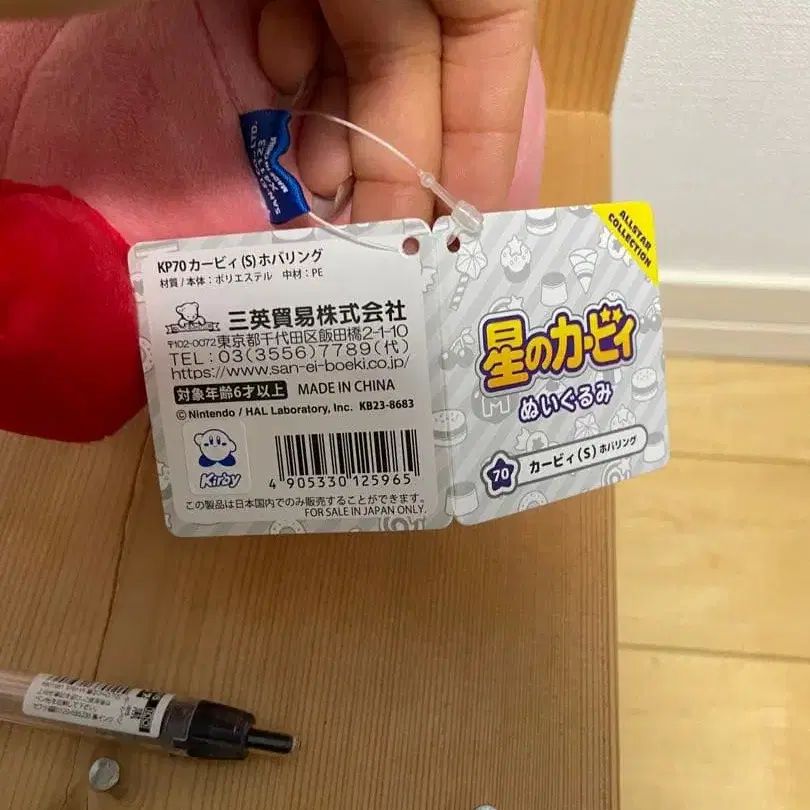 KP70 カービィ(S) ホバリング
材質/本体：ポリエステル 中材：PE
三英貿易株式会社
〒102-0072東京都千代田区飯田橋2-1-10
TEL：03(3556)7789(代)
https://www.san-ei-boeki.co.jp/
対象年齢6才以上 MADE IN CHINA
©Nintendo / HAL Laboratory, Inc. KB23-8683
Kirby
4 905330 125965
この製品は日本国内でのみ販売することができます。
FOR SALE IN JAPAN ONLY.
ALLSTAR
COLLECTION
星のカービィ
ぬいぐるみ
70 カービィ(S) ホバリング